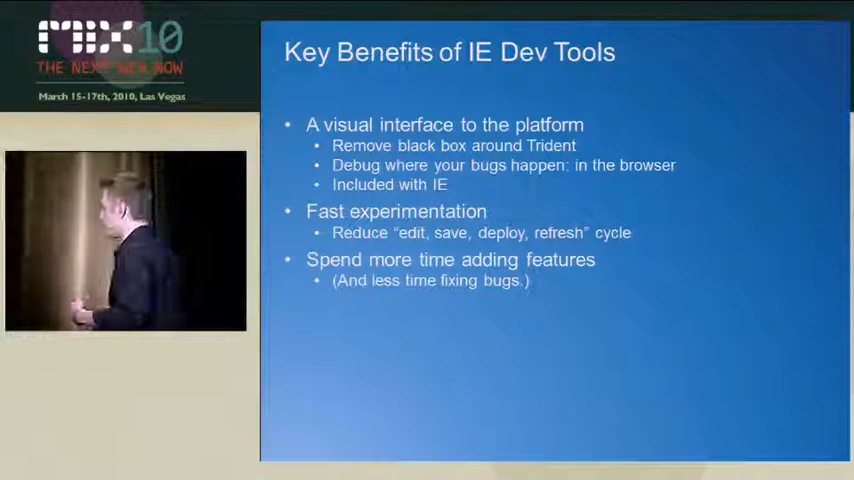 MIX10
THE NEXT WEB NOW
March 15-17th, 2010, Las Vegas
Key Benefits of IE Dev Tools
• A visual interface to the platform
• Remove black box around Trident
• Debug where your bugs happen: in the browser
• Included with IE
• Fast experimentation
• Reduce “edit, save, deploy, refresh” cycle
• Spend more time adding features
• (And less time fixing bugs.)